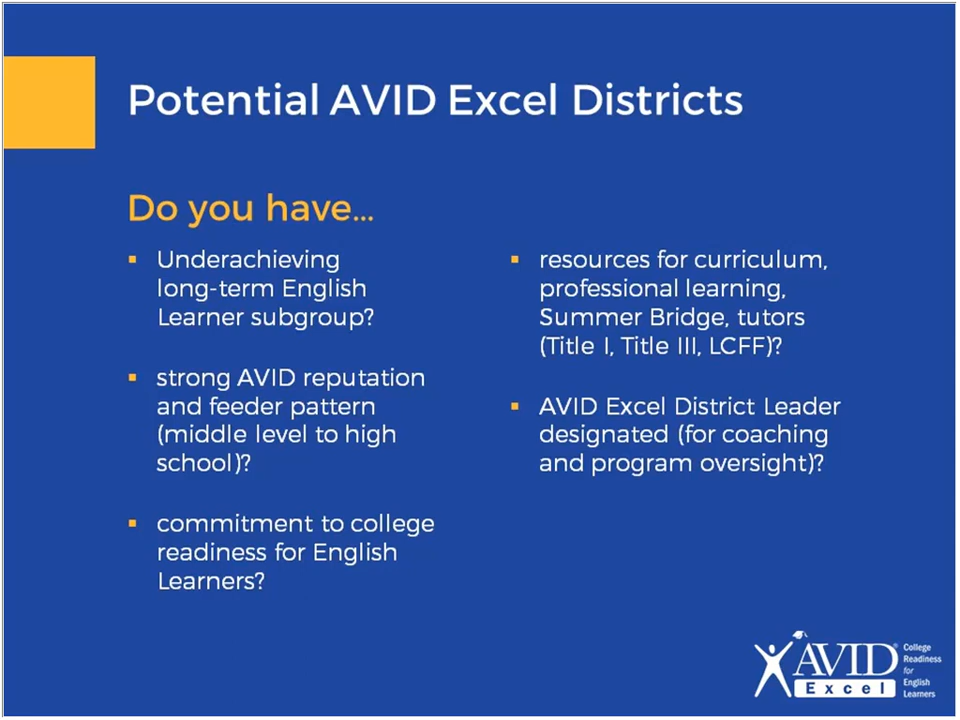 Potential AVID Excel Districts
Do you have...
Underachieving
long-term English
Learner subgroup?
strong AVID reputation
and feeder pattern
(middle level to high
school)?
commitment to college
readiness for English
Learners?
resources for curriculum,
professional learning,
Summer Bridge, tutors
(Title I, Title III, LCFF)?
AVID Excel District Leader
designated (for coaching
and program oversight)?
AVID®
Excel
College
Readiness
for
English
Learners